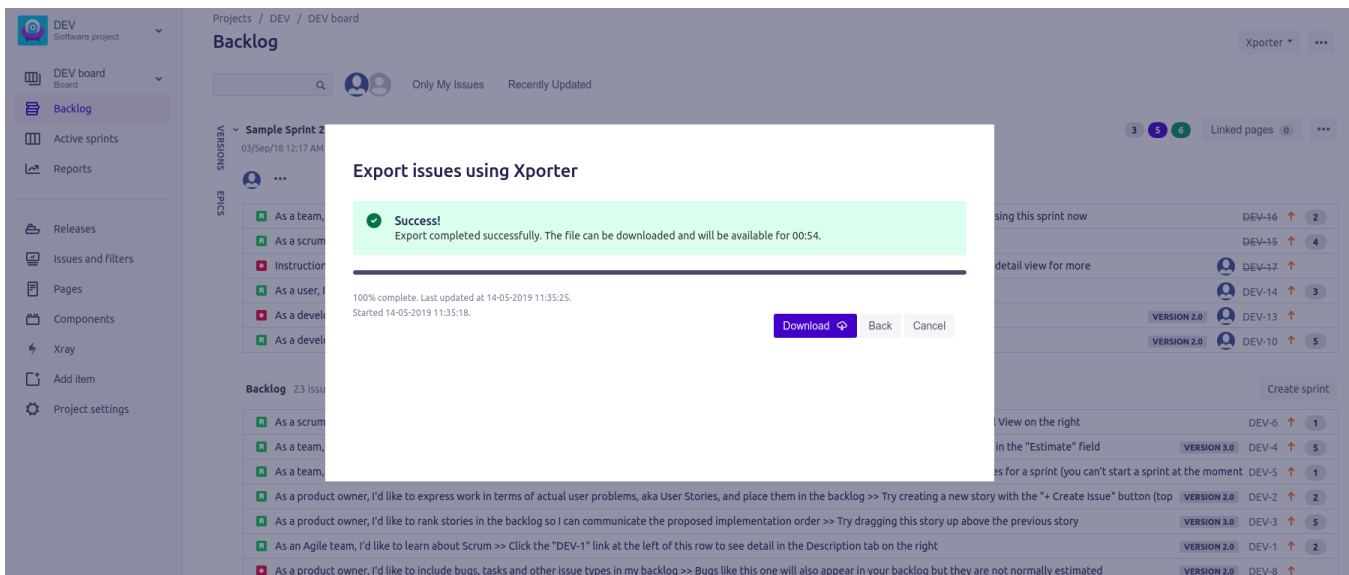 DEV
Software project
DEV board
Board
Backlog
Active sprints
Reports
Releases
Issues and filters
Pages
Components
Xray
Add item
Project settings
Projects / DEV / DEV board
Backlog
Xporter
Only My Issues Recently Updated
VERSIONS
EPICS
Sample Sprint 2
3 5 6 Linked pages 0
03/Sep/18 12:17 AM
As a team, sing this sprint now DEV-16 2
As a scrum DEV-15 4
Instruction detail view for more DEV-17
As a user, DEV-14 3
As a develo VERSION 2.0 DEV-13
As a develo VERSION 2.0 DEV-10 5
Export issues using Xporter
Success!
Export completed successfully. The file can be downloaded and will be available for 00:54.
100% complete. Last updated at 14-05-2019 11:35:25.
Started 14-05-2019 11:35:18.
Download Back Cancel
Backlog 23 issu Create sprint
As a scrum l View on the right DEV-6 1
As a team, in the "Estimate" field VERSION 3.0 DEV-4 5
As a team, es for a sprint (you can't start a sprint at the moment DEV-5 1
As a product owner, I'd like to express work in terms of actual user problems, aka User Stories, and place them in the backlog >> Try creating a new story with the "+ Create Issue" button (top VERSION 2.0 DEV-2 2
As a product owner, I'd like to rank stories in the backlog so I can communicate the proposed implementation order >> Try dragging this story up above the previous story VERSION 3.0 DEV-3 5
As an Agile team, I'd like to learn about Scrum >> Click the "DEV-1" link at the left of this row to see detail in the Description tab on the right VERSION 2.0 DEV-1 2
As a product owner, I'd like to include bugs, tasks and other issue types in my backlog >> Bugs like this one will also appear in your backlog but they are not normally estimated VERSION 2.0 DEV-8